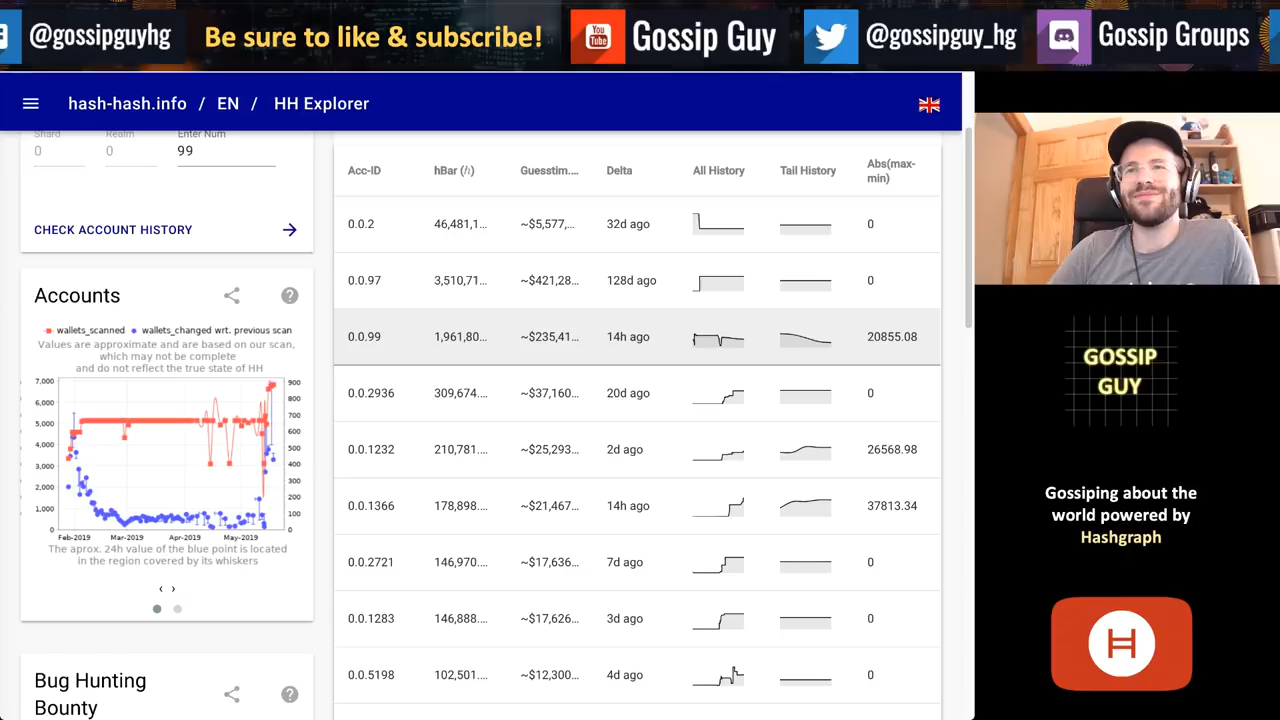 @gossipguyhg
Be sure to like & subscribe!
You Tube
Gossip Guy
@gossipguy_hg
Gossip Groups
hash-hash.info / EN / HH Explorer
Shard Realm Enter Num
0 0 99
CHECK ACCOUNT HISTORY
Accounts
wallets_scanned wallets_changed wrt. previous scan
Values are approximate and are based on our scan,
which may not be complete
and do not reflect the true state of HH
7,000 900
6,000 800
5,000 700
4,000 600
3,000 500
2,000 400
1,000 300
0 200
100
0
Feb-2019 Mar-2019 Apr-2019 May-2019
The aprox. 24h value of the blue point is located
in the region covered by its whiskers
Bug Hunting
Bounty
Acc-ID hBar (ℏ) Guesstim.... Delta All History Tail History Abs(max-
min)
0.0.2 46,481,1... ~$5,577,... 32d ago 0
0.0.97 3,510,71... ~$421,28... 128d ago 0
0.0.99 1,961,80... ~$235,41... 14h ago 20855.08
0.0.2936 309,674.... ~$37,160... 20d ago 0
0.0.1232 210,781.... ~$25,293... 2d ago 26568.98
0.0.1366 178,898.... ~$21,467... 14h ago 37813.34
0.0.2721 146,970.... ~$17,636... 7d ago 0
0.0.1283 146,888.... ~$17,626... 3d ago 0
0.0.5198 102,501.... ~$12,300... 4d ago 0
GOSSIP
GUY
Gossiping about the
world powered by
Hashgraph